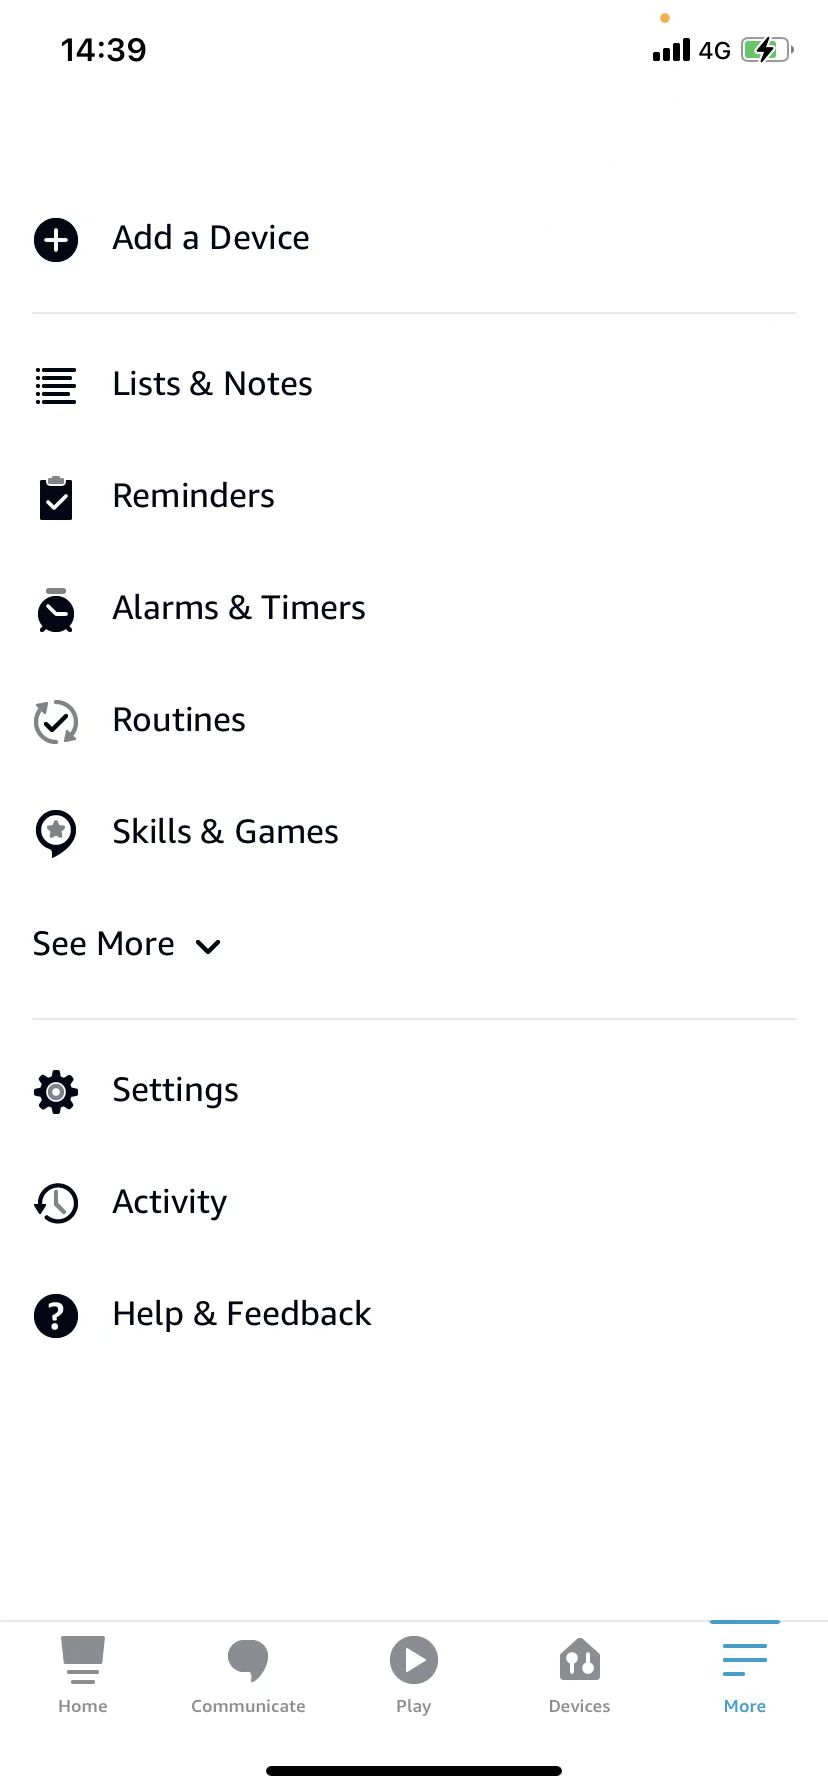 14:39
4G
Add a Device
Lists & Notes
Reminders
Alarms & Timers
Routines
Skills & Games
See More
Settings
Activity
Help & Feedback
Home
Communicate
Play
Devices
More